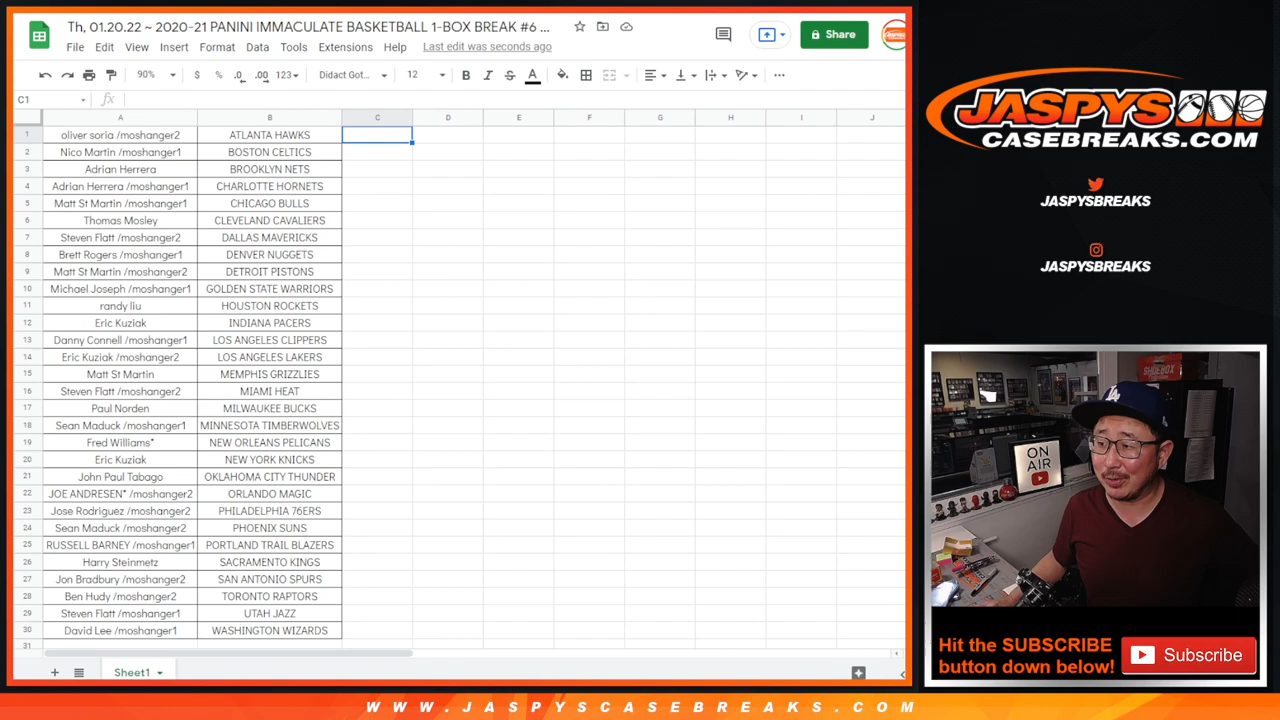 Th, 01.20.22 ~ 2020-21 PANINI IMMACULATE BASKETBALL 1-BOX BREAK #6 ...
File Edit View Insert Format Data Tools Extensions Help Last edit was seconds ago
Share
90% $ % .0 .00 123 Didact Got... 12 B I S A
C1 fx
A B C D E F G H I J
1 oliver soria /moshanger2 ATLANTA HAWKS
2 Nico Martin /moshanger1 BOSTON CELTICS
3 Adrian Herrera BROOKLYN NETS
4 Adrian Herrera /moshanger1 CHARLOTTE HORNETS
5 Matt St Martin /moshanger1 CHICAGO BULLS
6 Thomas Mosley CLEVELAND CAVALIERS
7 Steven Flatt /moshanger2 DALLAS MAVERICKS
8 Brett Rogers /moshanger1 DENVER NUGGETS
9 Matt St Martin /moshanger2 DETROIT PISTONS
10 Michael Joseph /moshanger1 GOLDEN STATE WARRIORS
11 randy liu HOUSTON ROCKETS
12 Eric Kuziak INDIANA PACERS
13 Danny Connell /moshanger1 LOS ANGELES CLIPPERS
14 Eric Kuziak /moshanger2 LOS ANGELES LAKERS
15 Matt St Martin MEMPHIS GRIZZLIES
16 Steven Flatt /moshanger2 MIAMI HEAT
17 Paul Norden MILWAUKEE BUCKS
18 Sean Maduck /moshanger1 MINNESOTA TIMBERWOLVES
19 Fred Williams* NEW ORLEANS PELICANS
20 Eric Kuziak NEW YORK KNICKS
21 John Paul Tabago OKLAHOMA CITY THUNDER
22 JOE ANDRESEN* /moshanger2 ORLANDO MAGIC
23 Jose Rodriguez /moshanger2 PHILADELPHIA 76ERS
24 Sean Maduck /moshanger2 PHOENIX SUNS
25 RUSSELL BARNEY /moshanger1 PORTLAND TRAIL BLAZERS
26 Harry Steinmetz SACRAMENTO KINGS
27 Jon Bradbury /moshanger2 SAN ANTONIO SPURS
28 Ben Hudy /moshanger2 TORONTO RAPTORS
29 Steven Flatt /moshanger1 UTAH JAZZ
30 David Lee /moshanger1 WASHINGTON WIZARDS
31
Sheet1
JASPYS
CASEBREAKS.COM
JASPYSBREAKS
JASPYSBREAKS
SHOEBOX
ON
AIR
LA
Hit the SUBSCRIBE
button down below!
Subscribe
WWW.JASPYSCASEBREAKS.COM